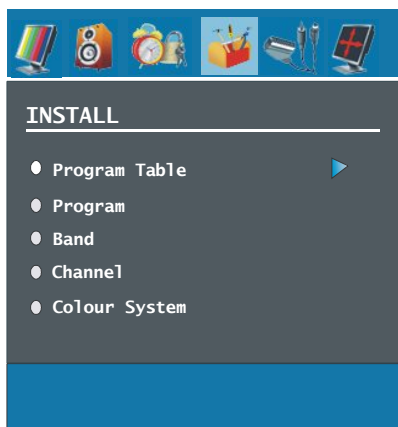 INSTALL
Program Table
Program
Band
Channel
Colour System